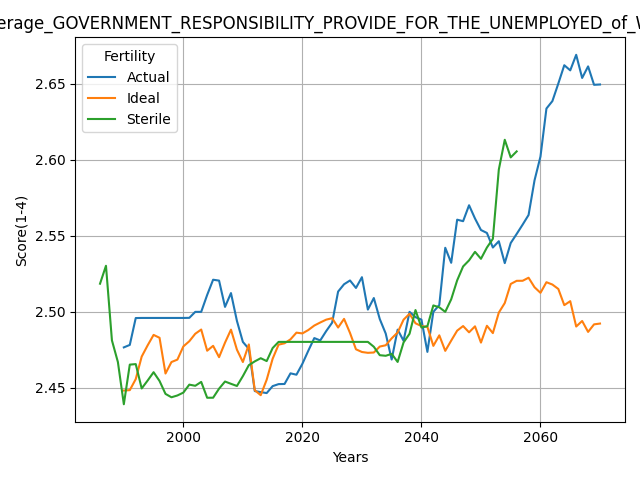 erage_GOVERNMENT_RESPONSIBILITY_PROVIDE_FOR_THE_UNEMPLOYED_of_W
Fertility
Actual
Ideal
Sterile
2.65
2.60
2.55
2.50
2.45
Score(1-4)
2000
2020
2040
2060
Years